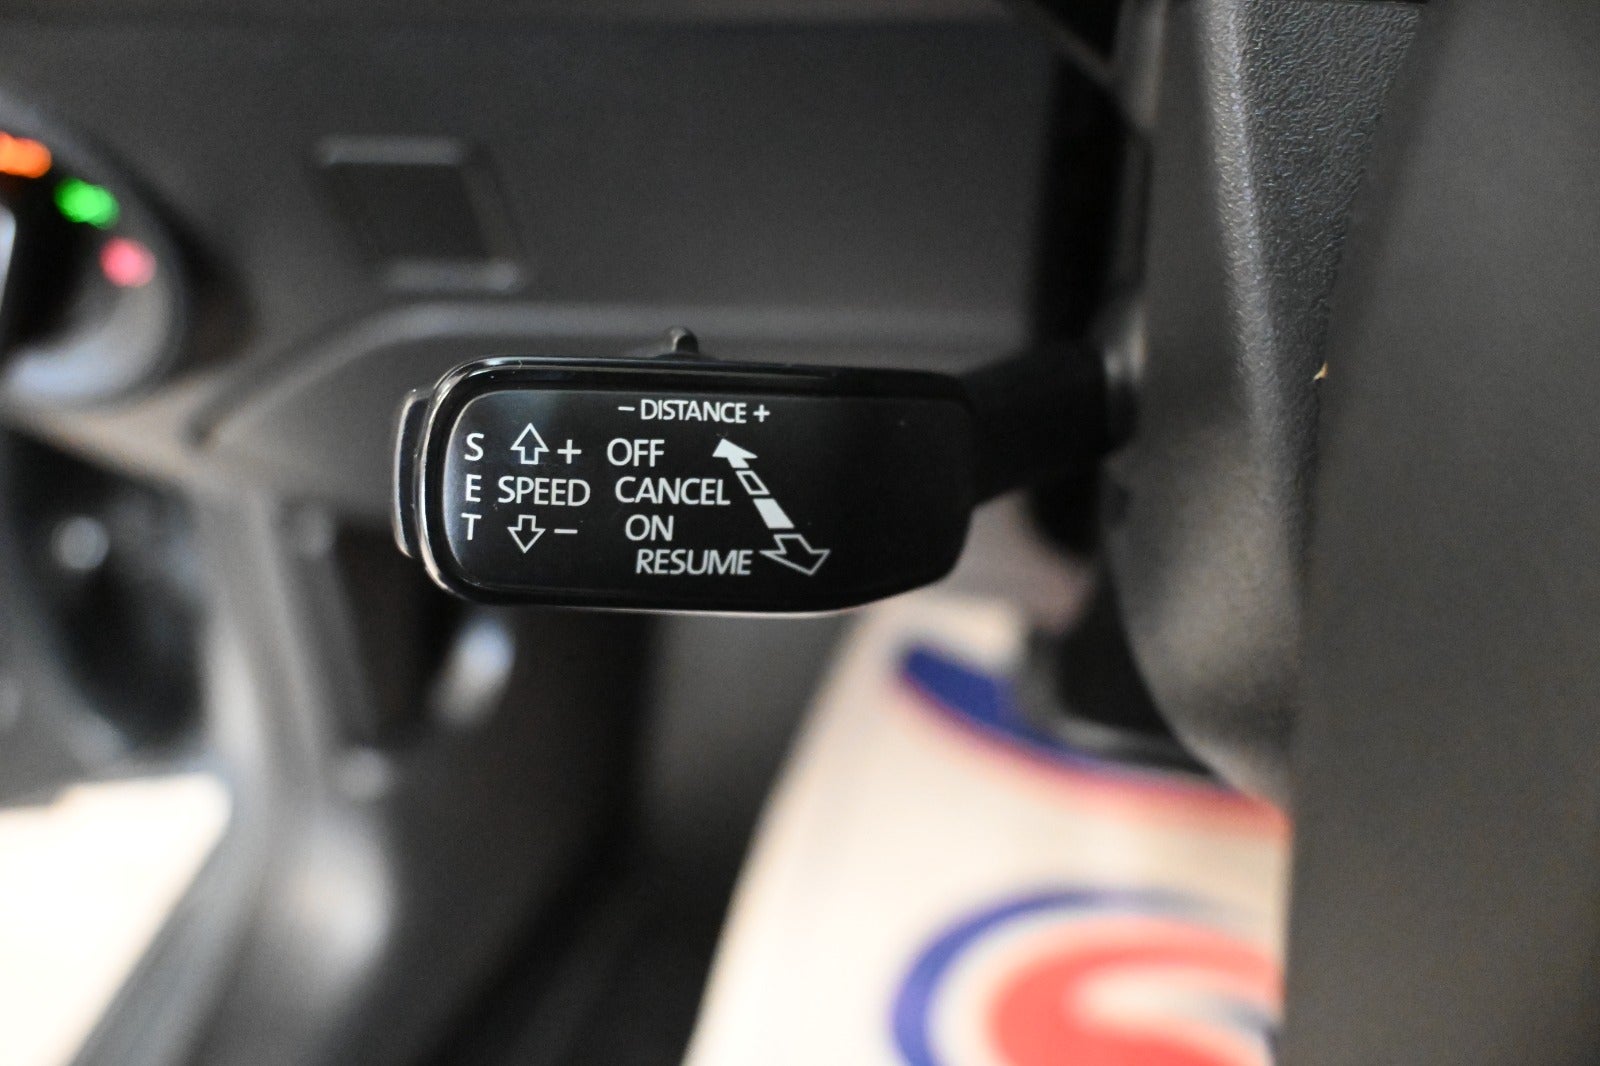 – DISTANCE +
S + OFF
E SPEED CANCEL
T – ON
RESUME